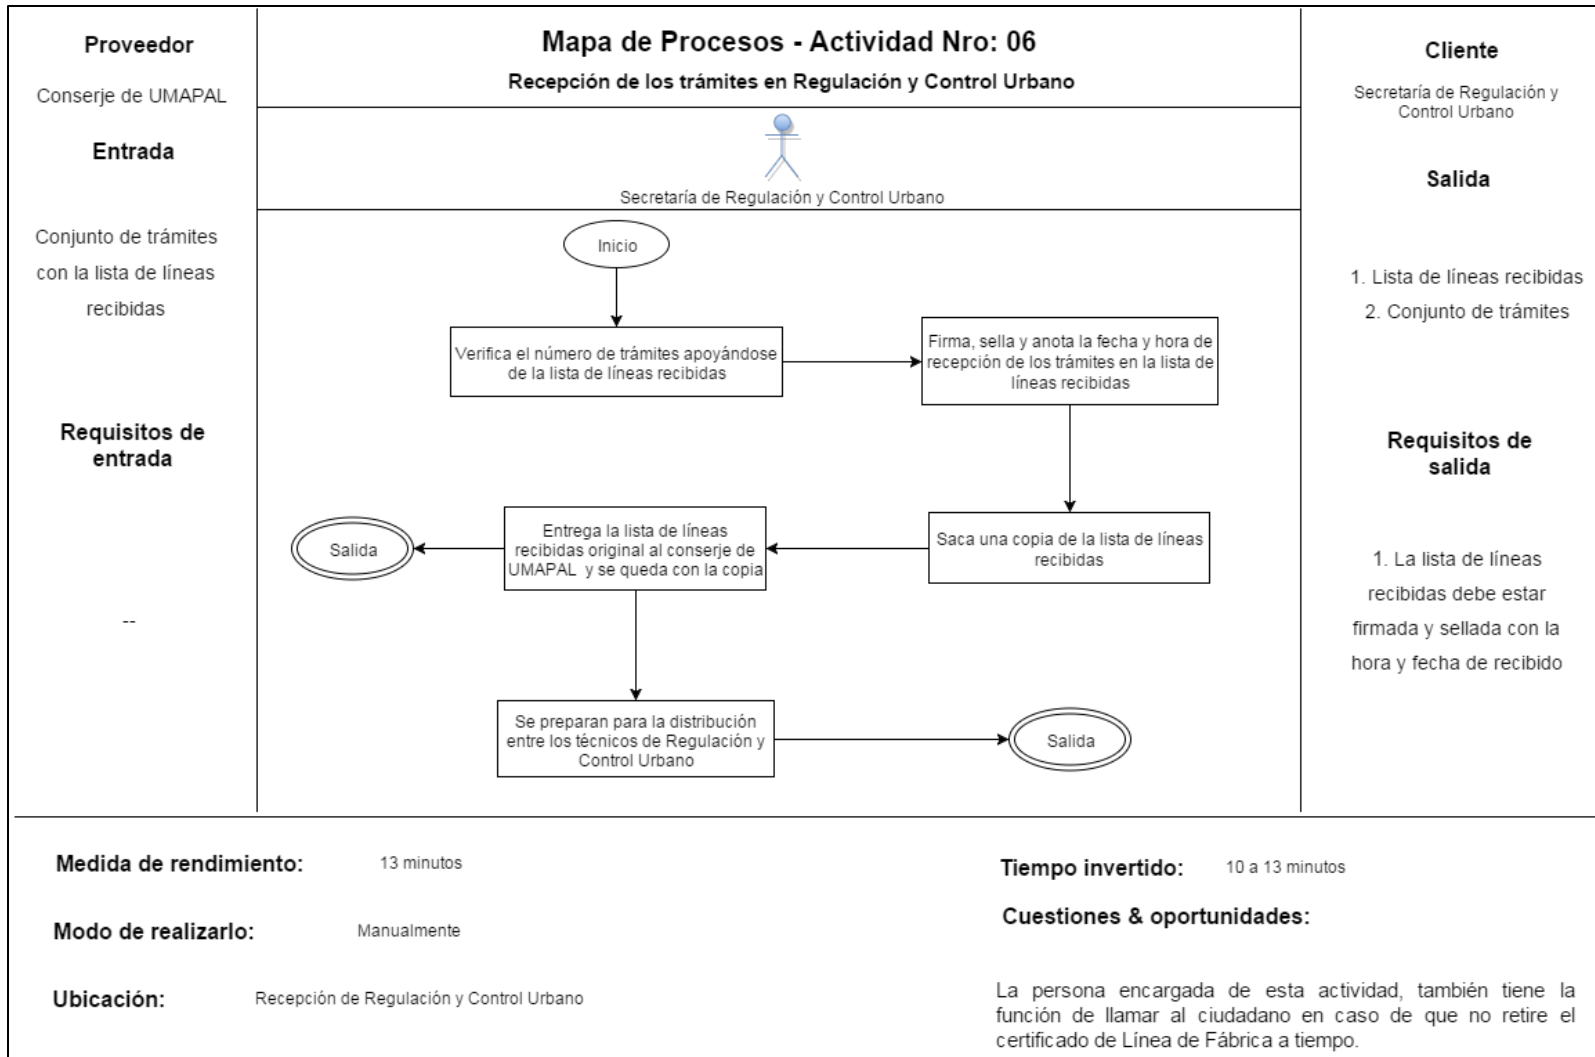 Proveedor
Conserje de UMAPAL
Entrada
Conjunto de trámites
con la lista de líneas
recibidas
Requisitos de
entrada
--
Mapa de Procesos - Actividad Nro: 06
Recepción de los trámites en Regulación y Control Urbano
Secretaría de Regulación y Control Urbano
Inicio
Verifica el número de trámites apoyándose
de la lista de líneas recibidas
Firma, sella y anota la fecha y hora de
recepción de los trámites en la lista de
líneas recibidas
Saca una copia de la lista de líneas
recibidas
Entrega la lista de líneas
recibidas original al conserje de
UMAPAL y se queda con la copia
Salida
Se preparan para la distribución
entre los técnicos de Regulación y
Control Urbano
Salida
Cliente
Secretaría de Regulación y
Control Urbano
Salida
1. Lista de líneas recibidas
2. Conjunto de trámites
Requisitos de
salida
1. La lista de líneas
recibidas debe estar
firmada y sellada con la
hora y fecha de recibido
Medida de rendimiento: 13 minutos
Modo de realizarlo: Manualmente
Ubicación: Recepción de Regulación y Control Urbano
Tiempo invertido: 10 a 13 minutos
Cuestiones & oportunidades:
La persona encargada de esta actividad, también tiene la
función de llamar al ciudadano en caso de que no retire el
certificado de Línea de Fábrica a tiempo.